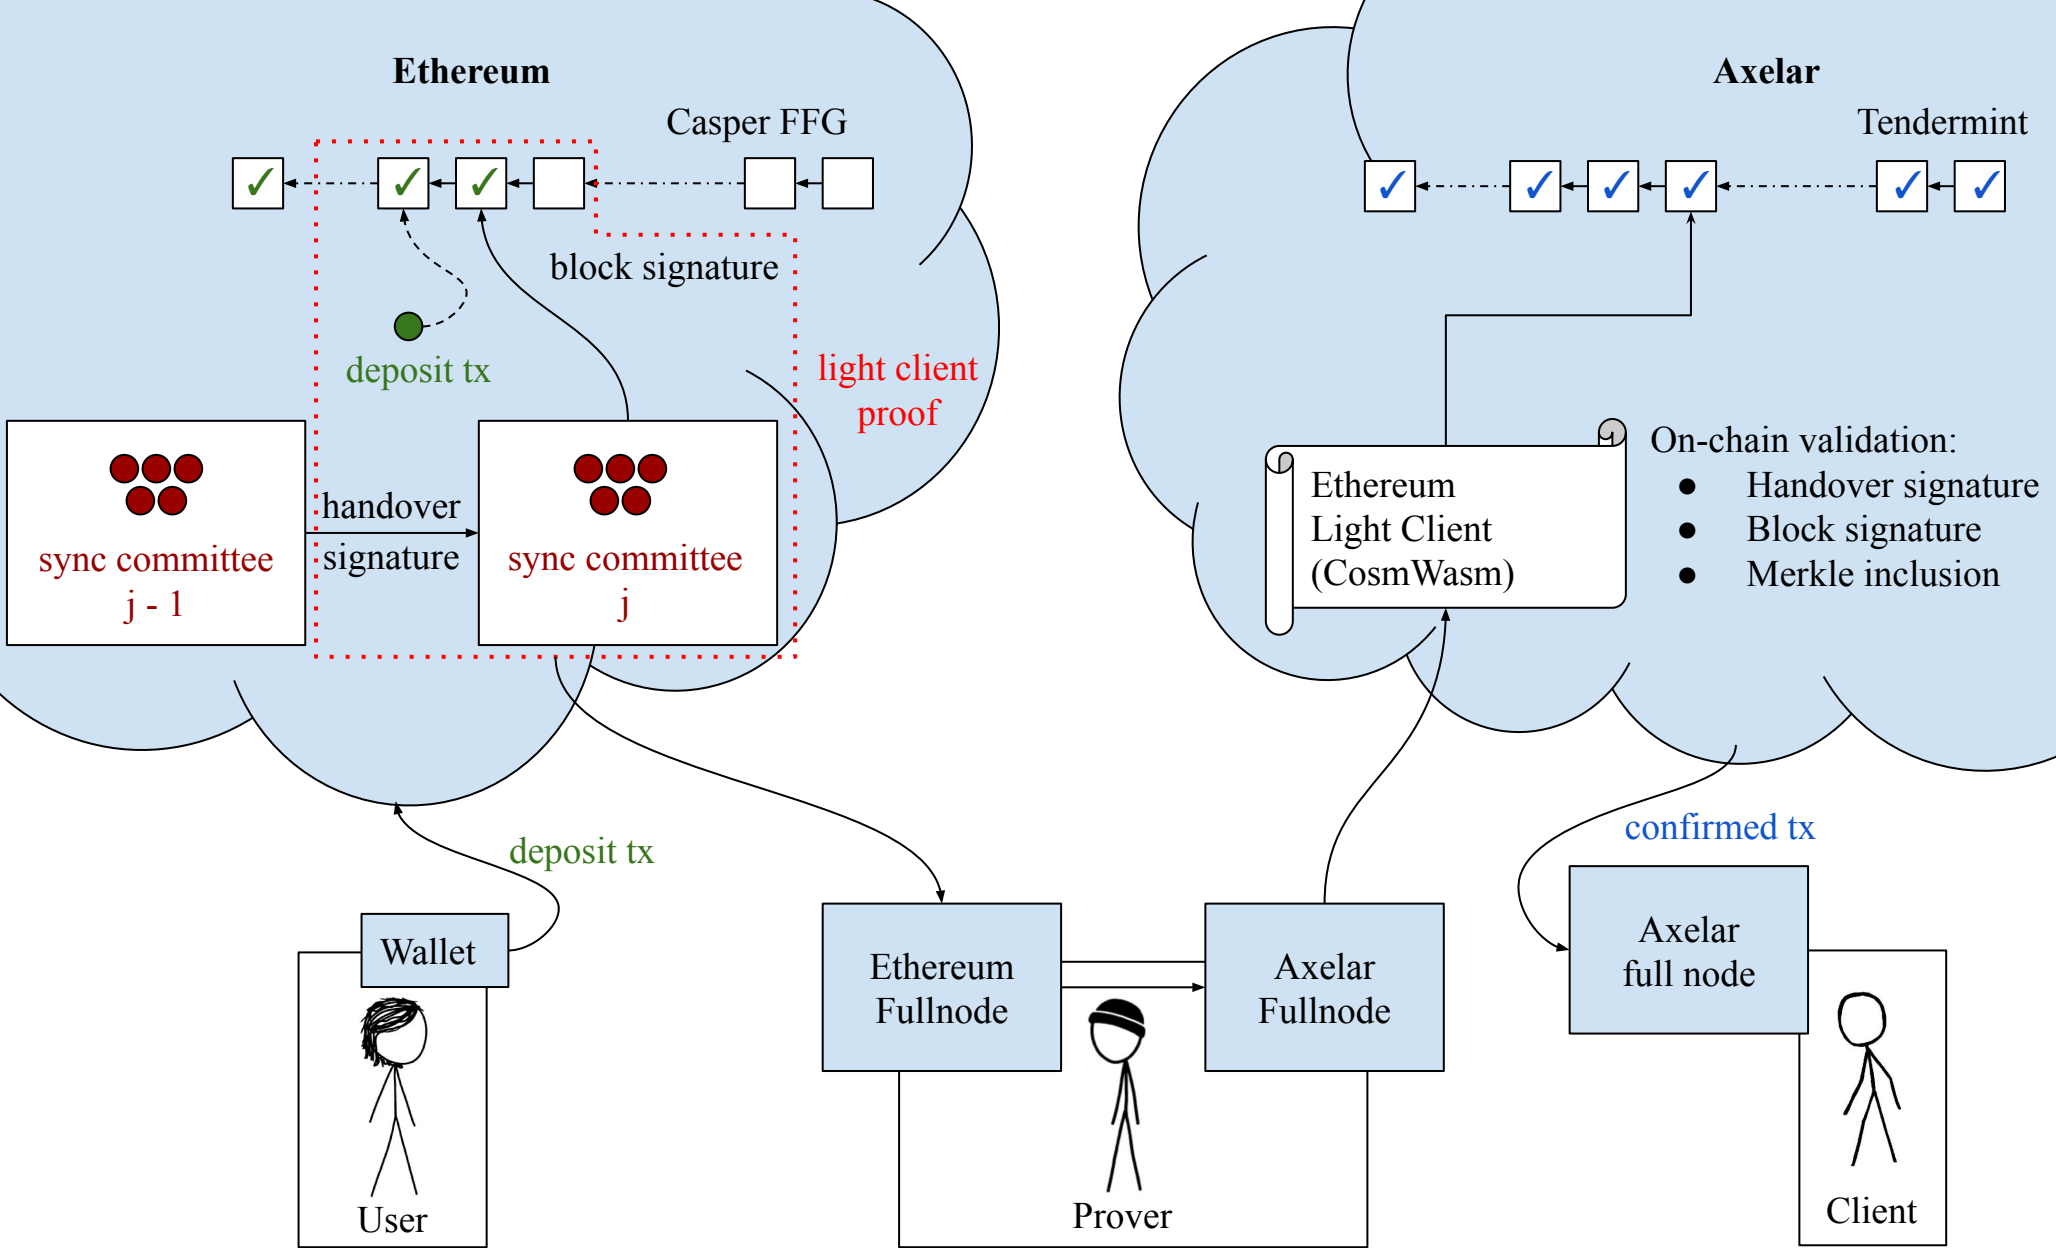 Ethereum
Casper FFG
✓
✓
✓
block signature
deposit tx
light client
proof
sync committee
j - 1
handover
signature
sync committee
j
Axelar
Tendermint
✓
✓
✓
✓
✓
✓
Ethereum
Light Client
(CosmWasm)
On-chain validation:
● Handover signature
● Block signature
● Merkle inclusion
deposit tx
confirmed tx
Wallet
User
Ethereum
Fullnode
Axelar
Fullnode
Prover
Axelar
full node
Client